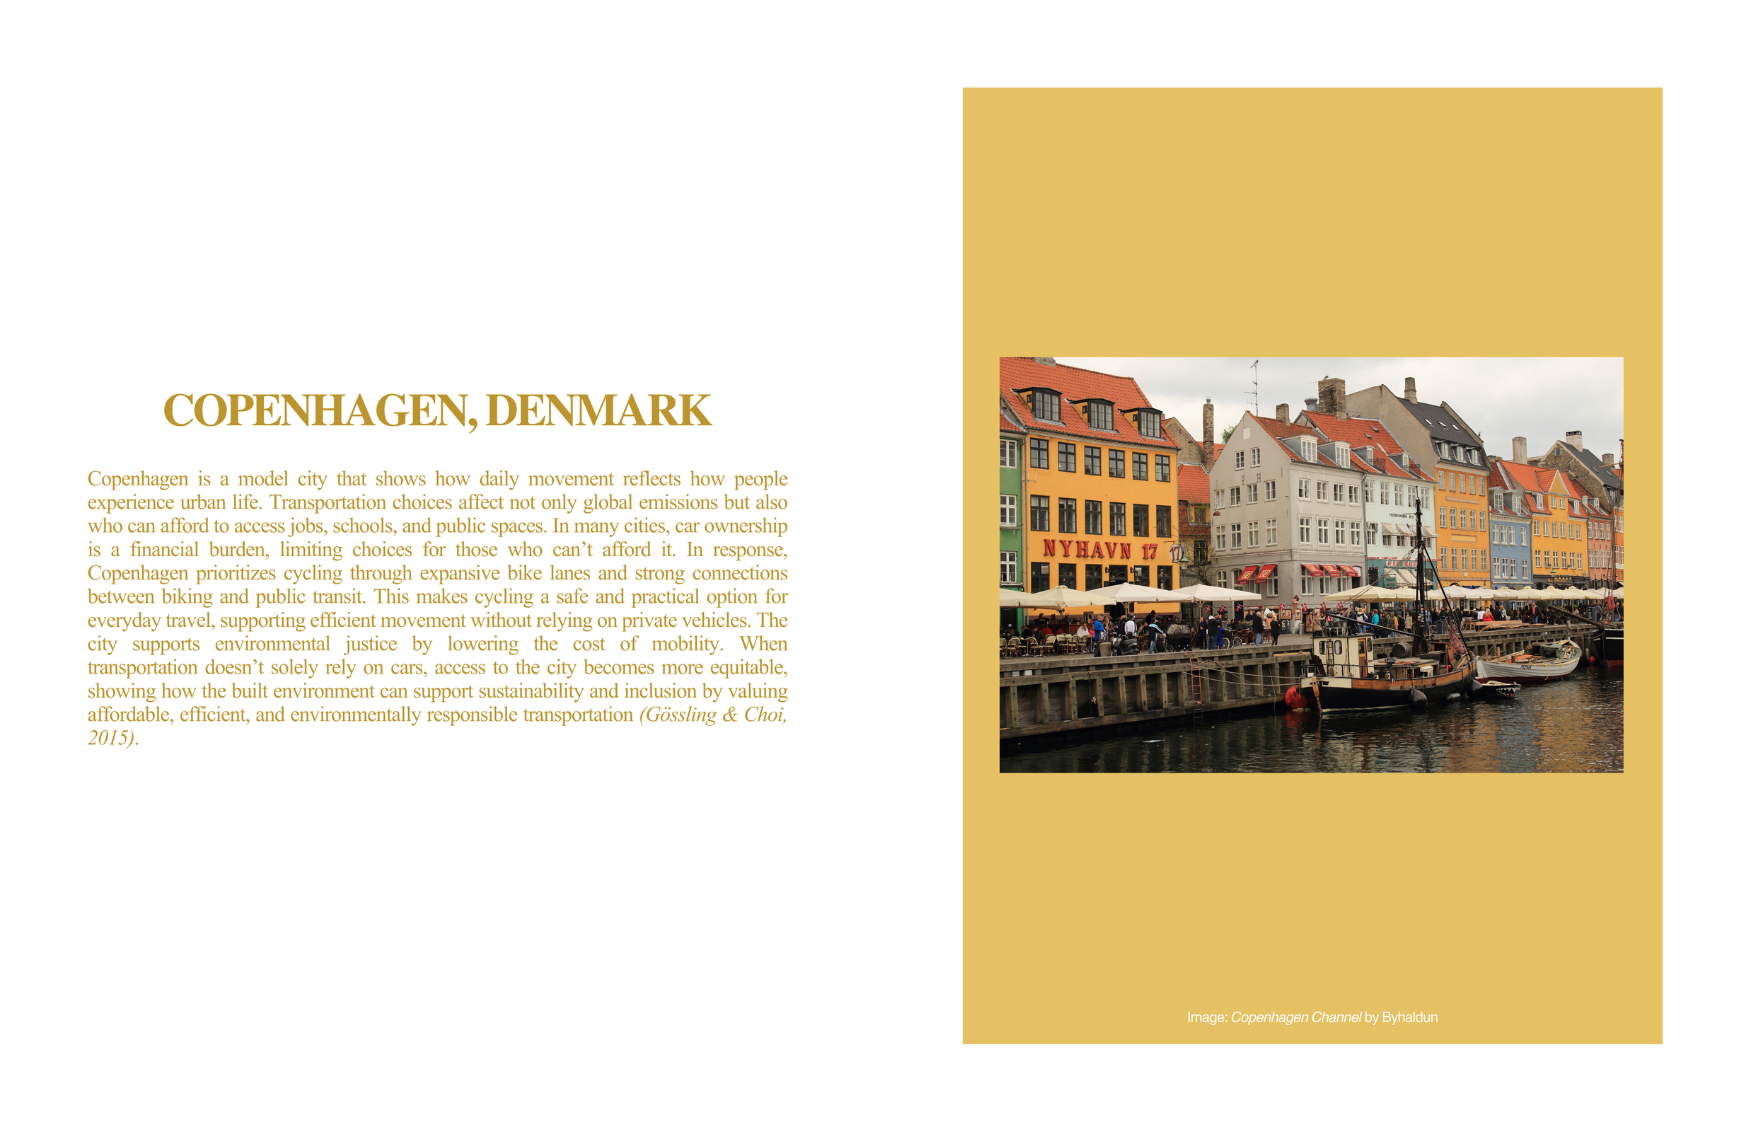 COPENHAGEN, DENMARK
Copenhagen is a model city that shows how daily movement reflects how people
experience urban life. Transportation choices affect not only global emissions but also
who can afford to access jobs, schools, and public spaces. In many cities, car ownership
is a financial burden, limiting choices for those who can’t afford it. In response,
Copenhagen prioritizes cycling through expansive bike lanes and strong connections
between biking and public transit. This makes cycling a safe and practical option for
everyday travel, supporting efficient movement without relying on private vehicles. The
city supports environmental justice by lowering the cost of mobility. When
transportation doesn’t solely rely on cars, access to the city becomes more equitable,
showing how the built environment can support sustainability and inclusion by valuing
affordable, efficient, and environmentally responsible transportation (Gössling & Choi,
2015).
NYHAVN 17
Image: Copenhagen Channel by Byhaldun